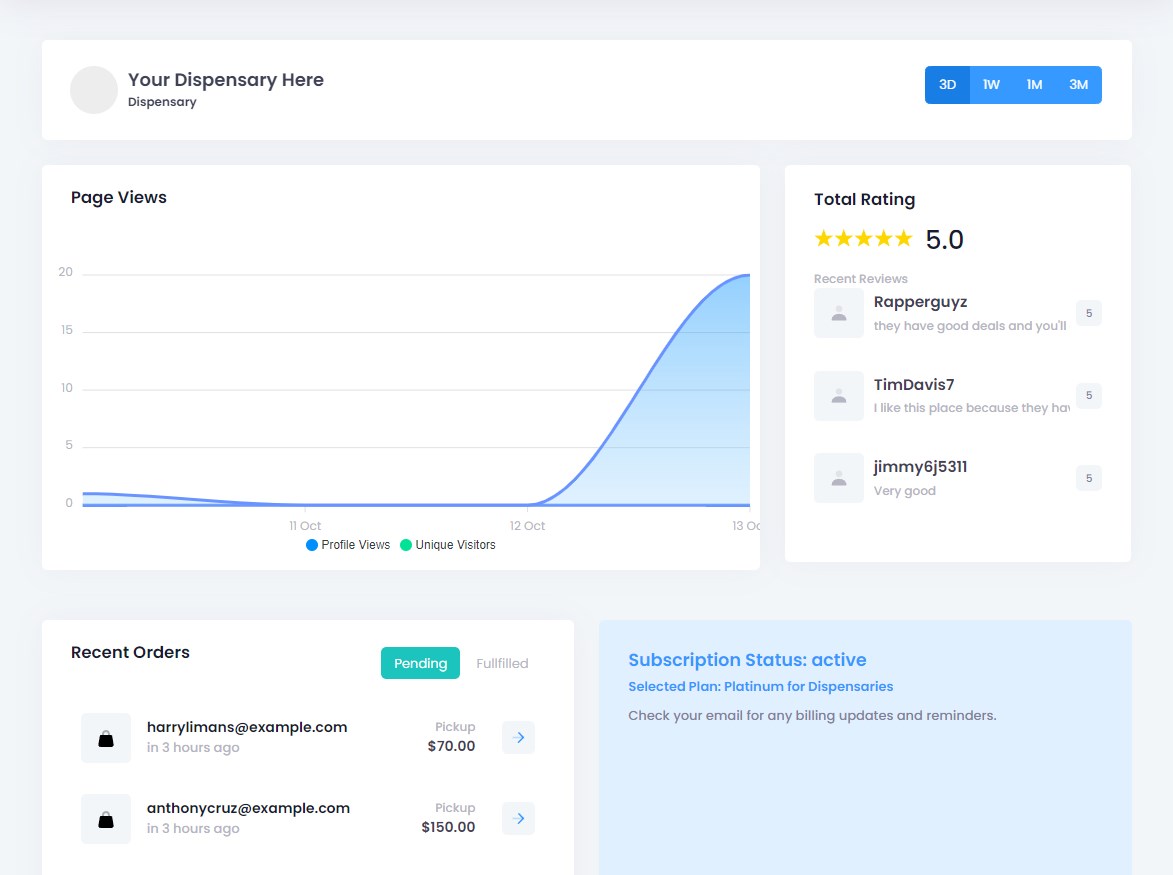 Your Dispensary Here
Dispensary
3D 1W 1M 3M
Page Views
20
15
10
5
0
11 Oct 12 Oct 13 Oc
Profile Views Unique Visitors
Total Rating
5.0
Recent Reviews
Rapperguyz
they have good deals and you'll
5
TimDavis7
I like this place because they hav
5
jimmy6j5311
Very good
5
Recent Orders
Pending Fullfilled
harrylimans@example.com
in 3 hours ago
Pickup
$70.00
anthonycruz@example.com
in 3 hours ago
Pickup
$150.00
Subscription Status: active
Selected Plan: Platinum for Dispensaries
Check your email for any billing updates and reminders.